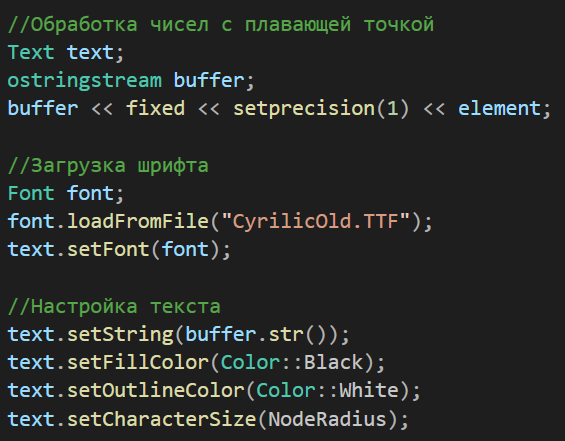 //Обработка чисел с плавающей точкой
Text text;
ostringstream buffer;
buffer << fixed << setprecision(1) << element;
//Загрузка шрифта
Font font;
font.loadFromFile("CyrilicOld.TTF");
text.setFont(font);
//Настройка текста
text.setString(buffer.str());
text.setFillColor(Color::Black);
text.setOutlineColor(Color::White);
text.setCharacterSize(NodeRadius);